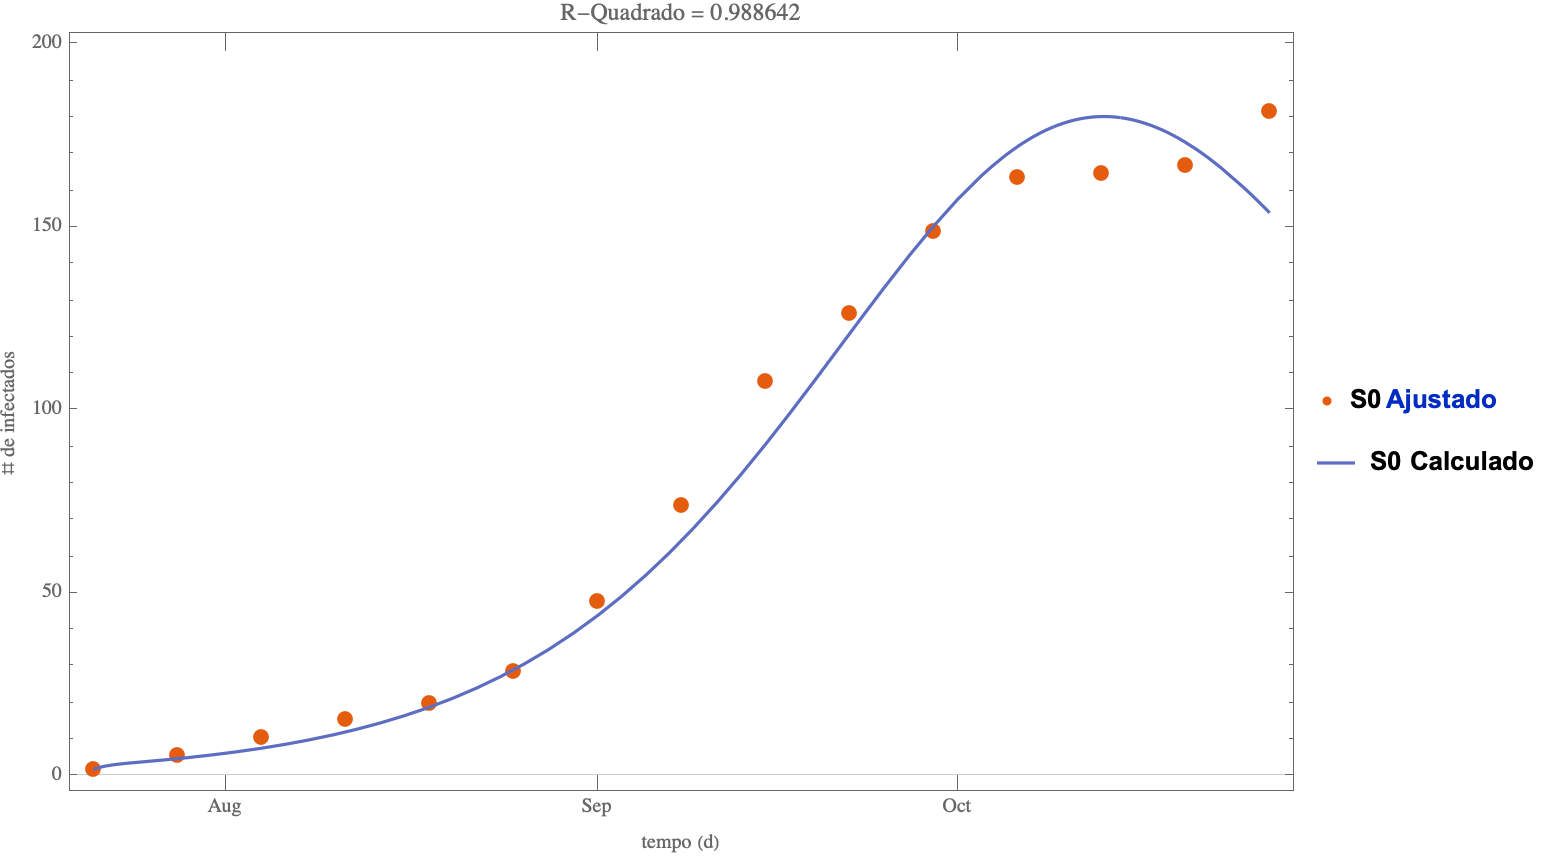 R−Quadrado = 0.988642
200
150
100
50
0
# de infectados
Aug Sep Oct
tempo (d)
S0 Ajustado
S0 Calculado